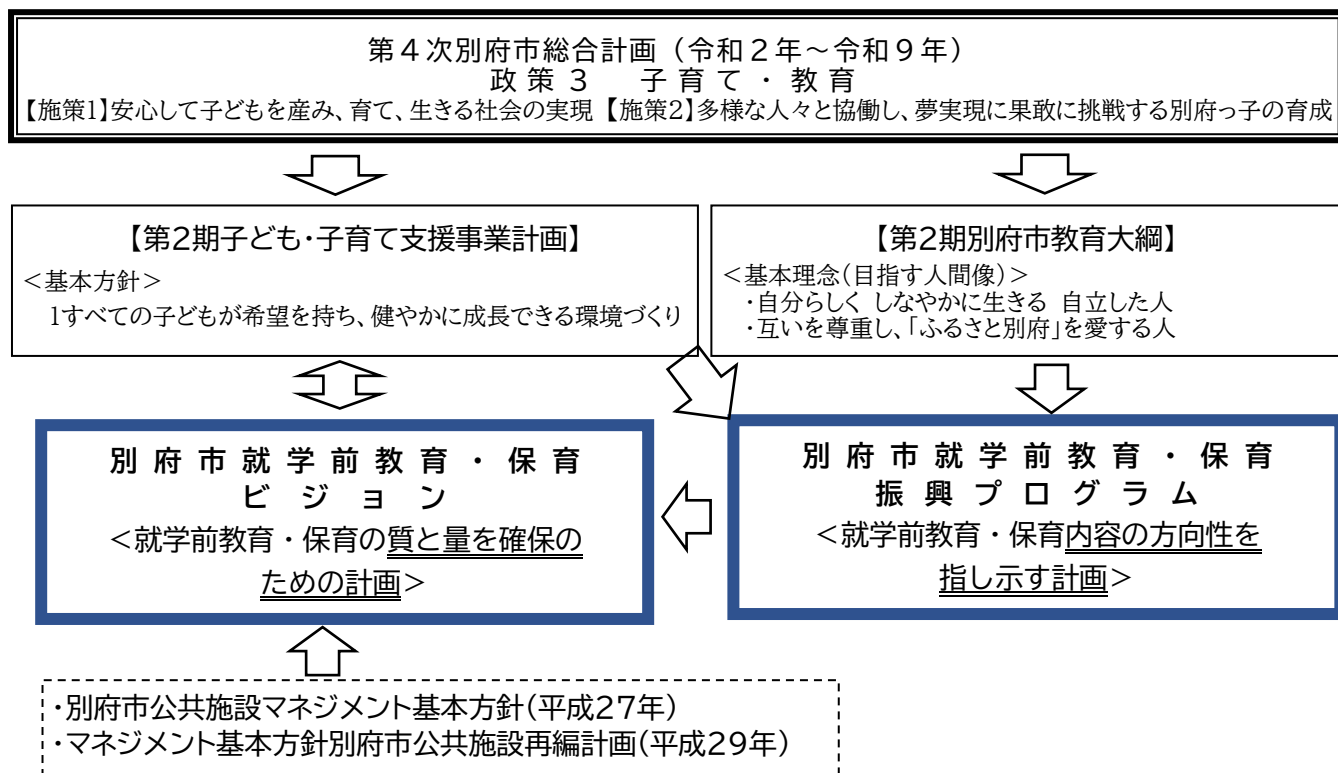 第４次別府市総合計画（令和２年～令和９年）
政策３　子育て・教育
【施策1】安心して子どもを産み、育て、生きる社会の実現 【施策2】多様な人々と協働し、夢実現に果敢に挑戦する別府っ子の育成
【第2期子ども・子育て支援事業計画】
＜基本方針＞
1すべての子どもが希望を持ち、健やかに成長できる環境づくり
【第2期別府市教育大綱】
＜基本理念(目指す人間像)＞
・自分らしく しなやかに生きる 自立した人
・互いを尊重し、「ふるさと別府」を愛する人
別府市就学前教育・保育
ビジョン
＜就学前教育・保育の質と量を確保の
ための計画＞
別府市就学前教育・保育
振興プログラム
＜就学前教育・保育内容の方向性を
指し示す計画＞
・別府市公共施設マネジメント基本方針(平成27年)
・マネジメント基本方針別府市公共施設再編計画(平成29年)